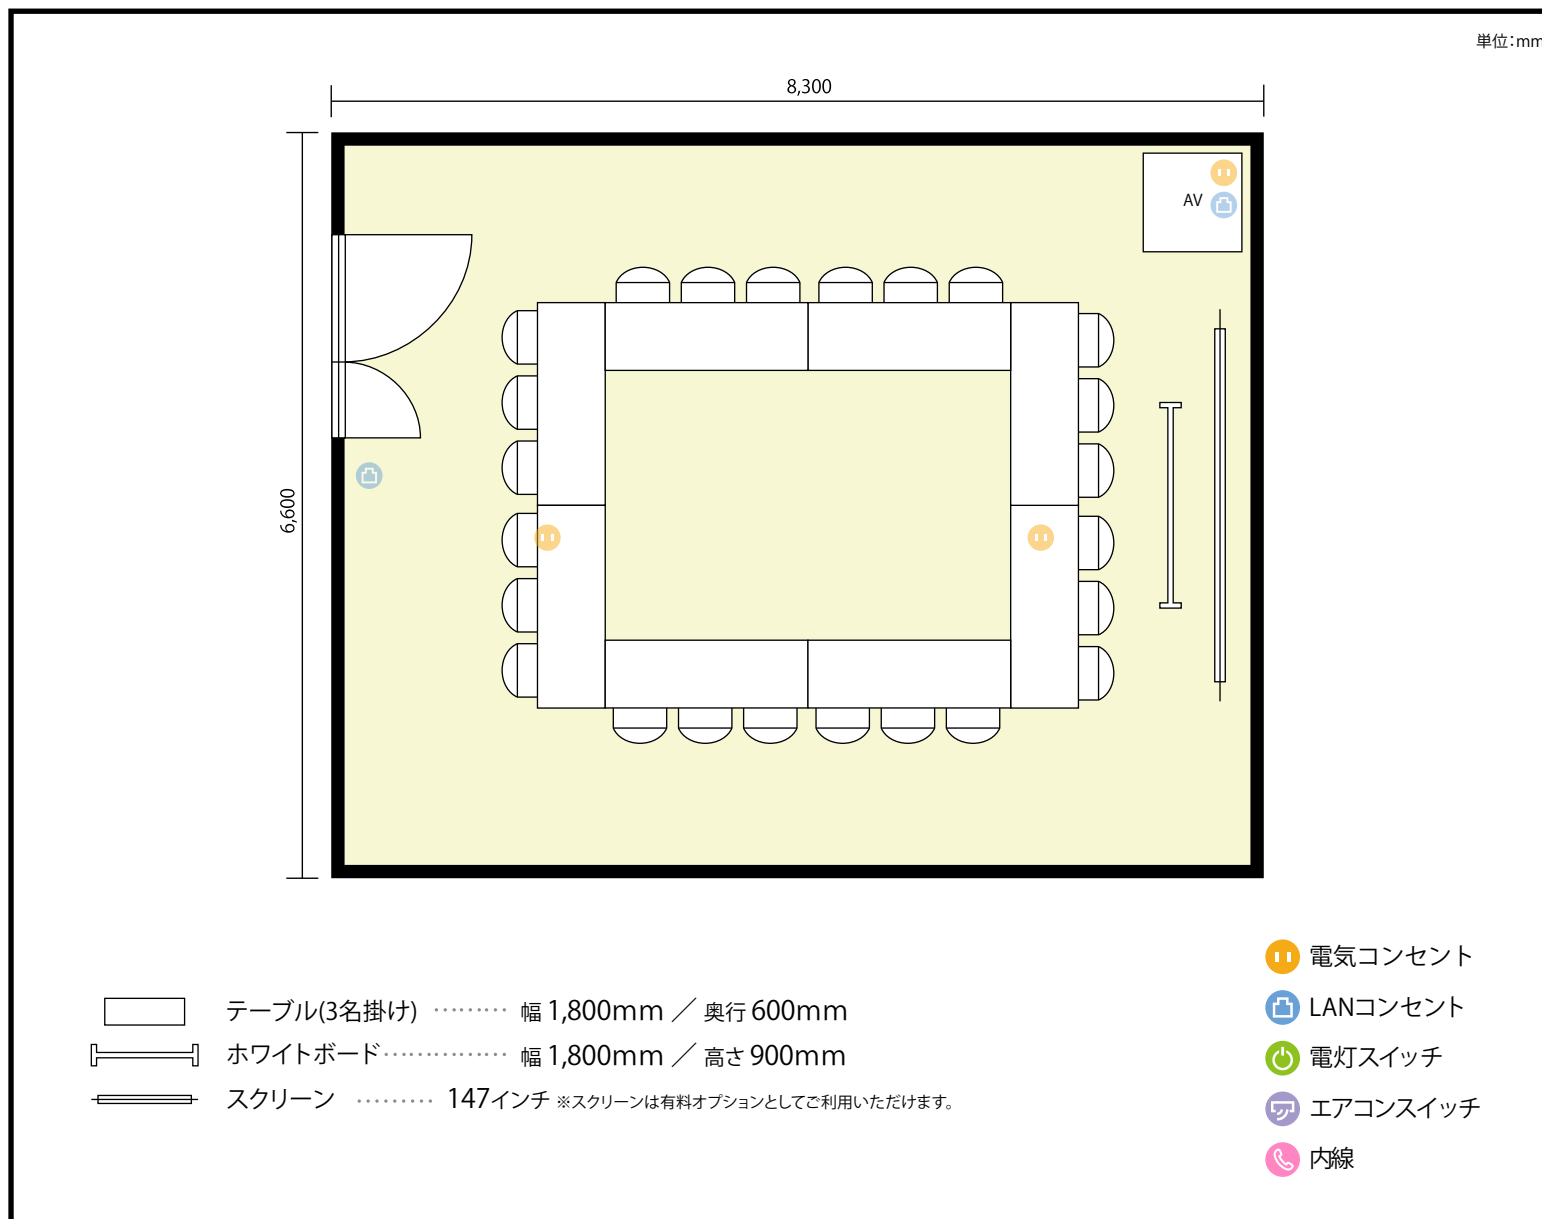 単位：mm
8,300
AV
6,600
電気コンセント
LANコンセント
電灯スイッチ
エアコンスイッチ
内線
テーブル(3名掛け) ········· 幅 1,800mm ／ 奥行 600mm
ホワイトボード ··············· 幅 1,800mm ／ 高さ 900mm
スクリーン ········· 147インチ ※スクリーンは有料オプションとしてご利用いただけます。